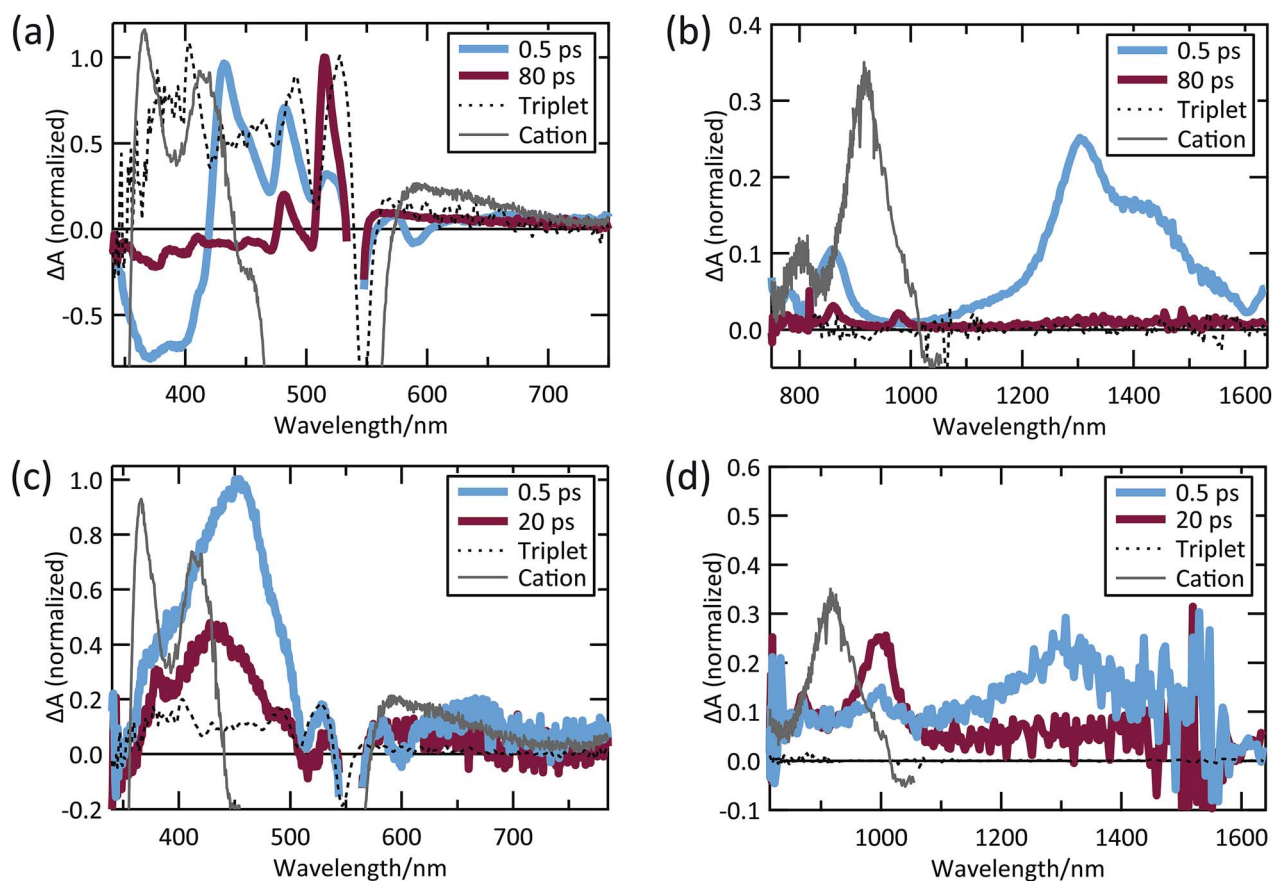 (a)
ΔA (normalized)
1.0
0.5
0.0
-0.5
0.5 ps
80 ps
Triplet
Cation
400 500 600 700
Wavelength/nm
(b)
ΔA (normalized)
0.4
0.3
0.2
0.1
0.0
0.5 ps
80 ps
Triplet
Cation
800 1000 1200 1400 1600
Wavelength/nm
(c)
ΔA (normalized)
1.0
0.8
0.6
0.4
0.2
0.0
-0.2
0.5 ps
20 ps
Triplet
Cation
400 500 600 700
Wavelength/nm
(d)
ΔA (normalized)
0.6
0.5
0.4
0.3
0.2
0.1
0.0
-0.1
0.5 ps
20 ps
Triplet
Cation
1000 1200 1400 1600
Wavelength/nm